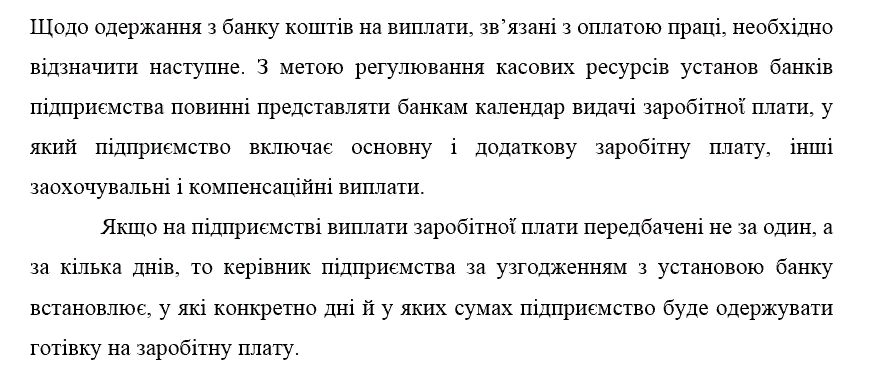 Щодо одержання з банку коштів на виплати, зв’язані з оплатою праці, необхідно
відзначити наступне. З метою регулювання касових ресурсів установ банків
підприємства повинні представляти банкам календар видачі заробітної плати, у
який підприємство включає основну і додаткову заробітну плату, інші
заохочувальні і компенсаційні виплати.
Якщо на підприємстві виплати заробітної плати передбачені не за один, а
за кілька днів, то керівник підприємства за узгодженням з установою банку
встановлює, у які конкретно дні й у яких сумах підприємство буде одержувати
готівку на заробітну плату.